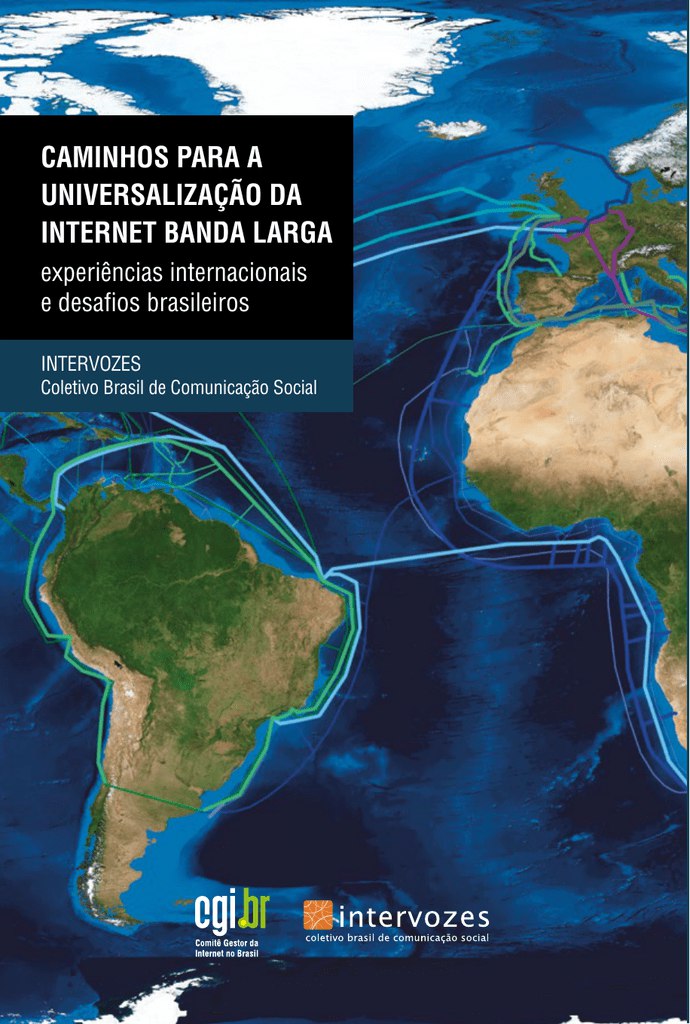 CAMINHOS PARA A
UNIVERSALIZAÇÃO DA
INTERNET BANDA LARGA
experiências internacionais
e desafios brasileiros
INTERVOZES
Coletivo Brasil de Comunicação Social
cgi.br
Comitê Gestor da
Internet no Brasil
intervozes
coletivo brasil de comunicação social